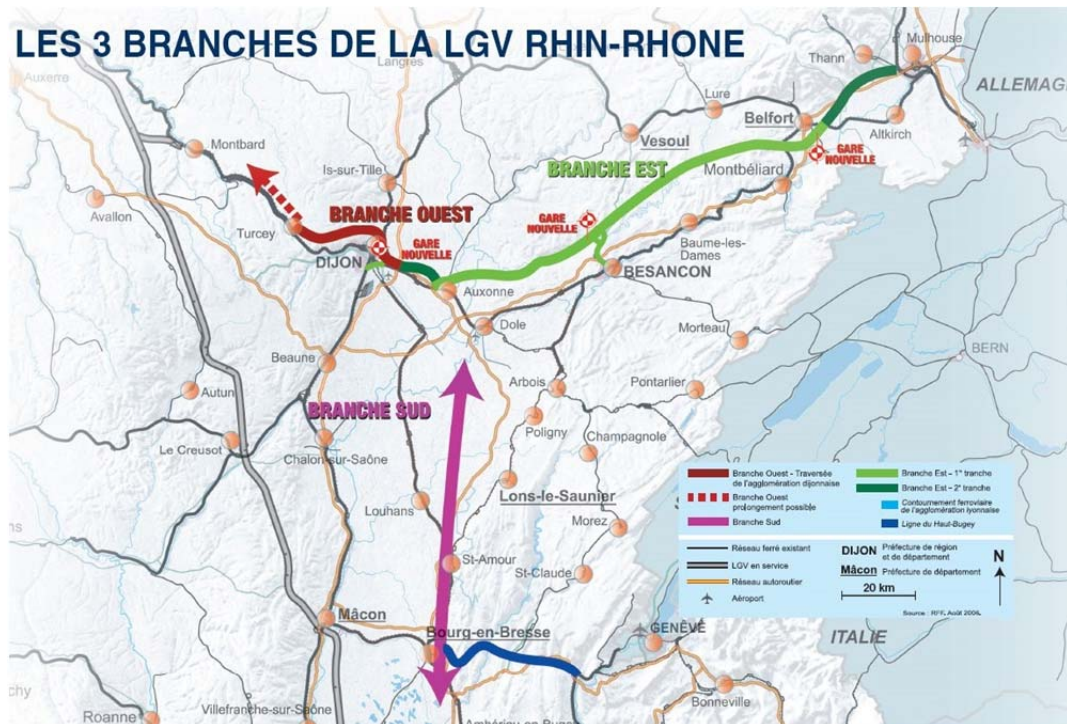 LES 3 BRANCHES DE LA LGV RHIN-RHONE
Auxerre
Langres
Thann
Mulhouse
ALLEMAG
Lure
Belfort
Vesoul
Altkirch
Montbard
GARE
NOUVELLE
Is-sur-Tille
BRANCHE EST
Montbéliard
Avallon
BRANCHE OUEST
GARE
NOUVELLE
Turcey
GARE
NOUVELLE
DIJON
Baume-les-
Dames
BESANCON
Auxonne
Dole
Morteau
BERN
Beaune
Arbois
Pontarlier
Autun
BRANCHE SUD
Poligny
Champagnole
Le Creusot
Chalon-sur-Saône
Lons-le-Saunier
Louhans
Morez
St-Amour
St-Claude
Mâcon
Bourg-en-Bresse
GENÊVE
ITALIE
Bonneville
Villefranche-sur-Saône
Roanne
Branche Ouest - Traversée
de l'agglomération dijonnaise
Branche Ouest
prolongement possible
Branche Sud
Branche Est - 1° tranche
Branche Est - 2° tranche
Contournement ferroviaire
de l'agglomération lyonnaise
Ligne du Haut-Bugey
Réseau ferré existant
LGV en service
Réseau autoroutier
Aéroport
DIJON Préfecture de région
et de département
Mâcon Préfecture de département
20 km
N
Source : RFF, Août 2006.